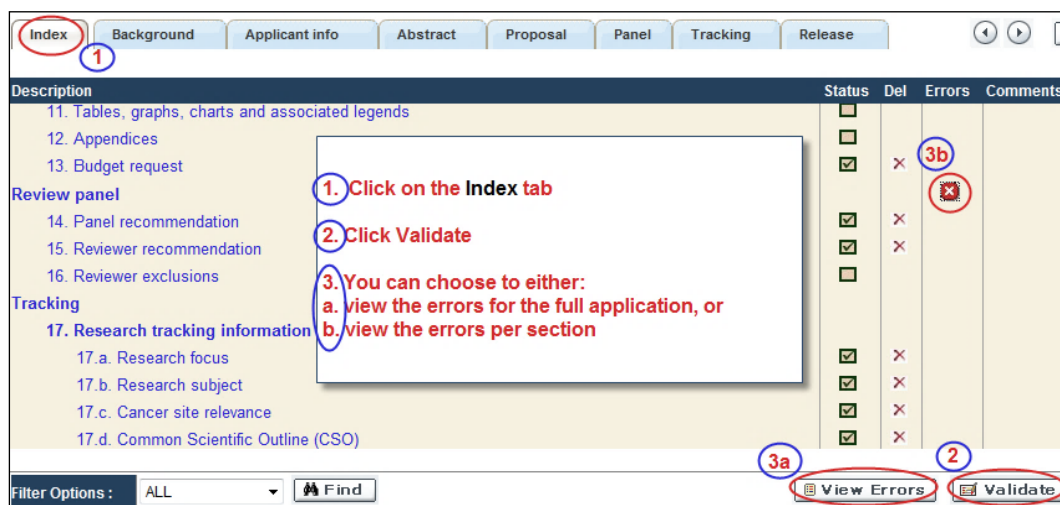 Index Background Applicant info Abstract Proposal Panel Tracking Release
1
Description Status Del Errors Comments
11. Tables, graphs, charts and associated legends
12. Appendices
13. Budget request
3b
Review panel
14. Panel recommendation
15. Reviewer recommendation
16. Reviewer exclusions
Tracking
17. Research tracking information
17.a. Research focus
17.b. Research subject
17.c. Cancer site relevance
17.d. Common Scientific Outline (CSO)
1. Click on the Index tab
2. Click Validate
3. You can choose to either:
a. view the errors for the full application, or
b. view the errors per section
3a
2
Filter Options : ALL Find View Errors Validate